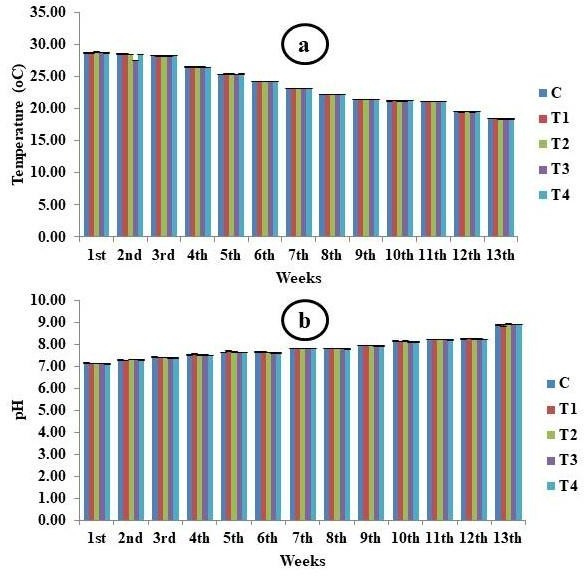 35.00
30.00
25.00
20.00
15.00
10.00
5.00
0.00
Temperature (oC)
a
C
T1
T2
T3
T4
1st 2nd 3rd 4th 5th 6th 7th 8th 9th 10th 11th 12th 13th
Weeks
10.00
9.00
8.00
7.00
6.00
5.00
4.00
3.00
2.00
1.00
0.00
pH
b
C
T1
T2
T3
T4
1st 2nd 3rd 4th 5th 6th 7th 8th 9th 10th 11th 12th 13th
Weeks